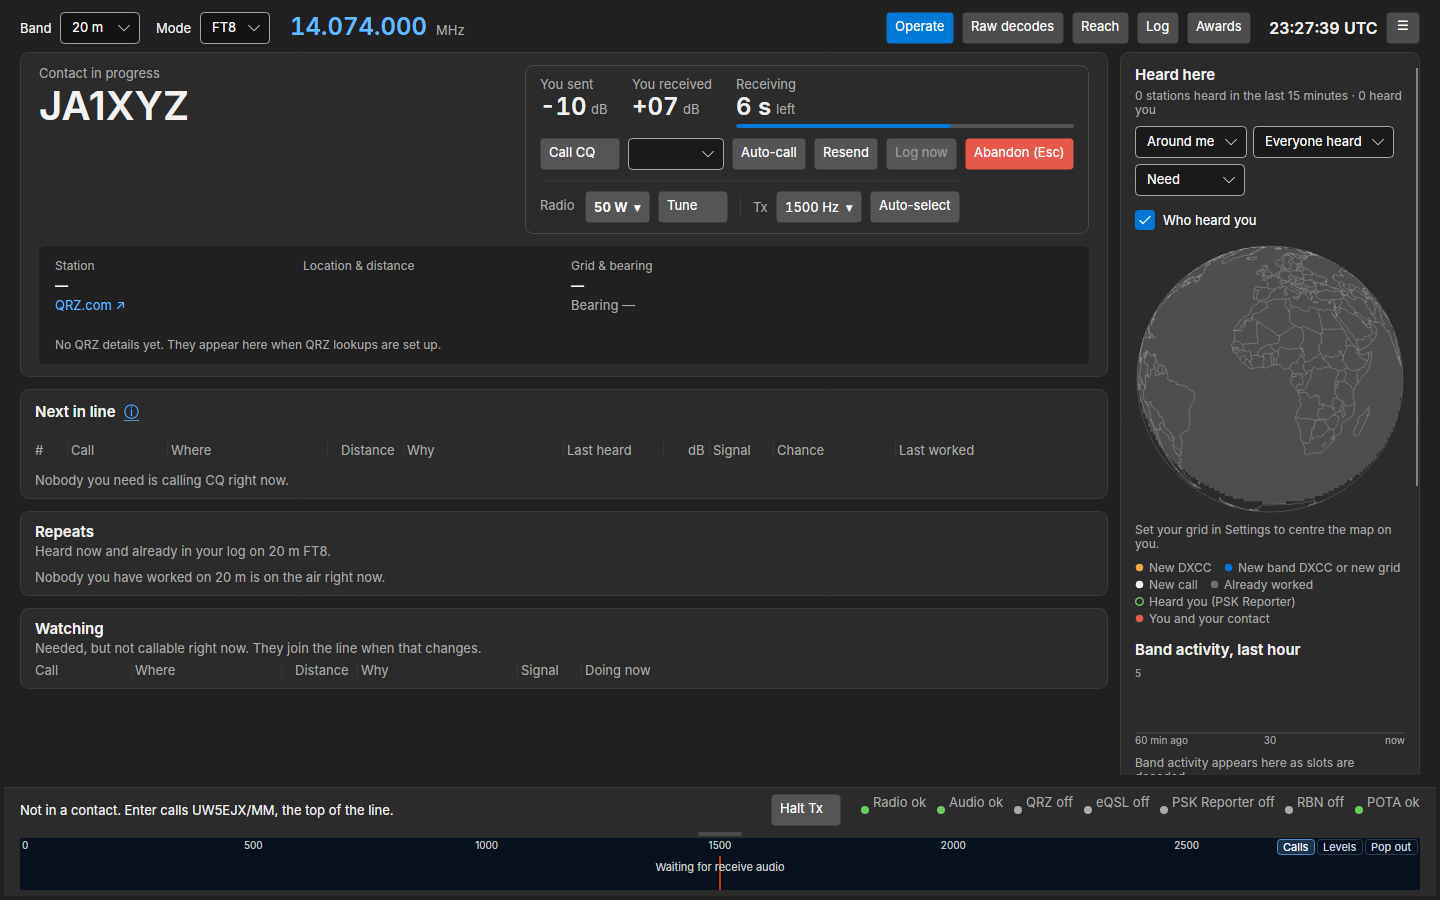 Band 20 m Mode FT8 14.074.000 MHz Operate Raw decodes Reach Log Awards 23:27:39 UTC ☰
Contact in progress
JA1XYZ
You sent You received Receiving
-10 dB +07 dB 6 s left
Call CQ Auto-call Resend Log now Abandon (Esc)
Radio 50 W ▾ Tune Tx 1500 Hz ▾ Auto-select
Station Location & distance Grid & bearing
— —
QRZ.com ↗ Bearing —
No QRZ details yet. They appear here when QRZ lookups are set up.
Next in line ⓘ
# Call Where Distance Why Last heard dB Signal Chance Last worked
Nobody you need is calling CQ right now.
Repeats
Heard now and already in your log on 20 m FT8.
Nobody you have worked on 20 m is on the air right now.
Watching
Needed, but not callable right now. They join the line when that changes.
Call Where Distance Why Signal Doing now
Heard here
0 stations heard in the last 15 minutes · 0 heard
you
Around me Everyone heard
Need
Who heard you
Set your grid in Settings to centre the map on
you.
New DXCC New band DXCC or new grid
New call Already worked
Heard you (PSK Reporter)
You and your contact
Band activity, last hour
5
60 min ago 30 now
Band activity appears here as slots are
decoded.
Not in a contact. Enter calls UW5EJX/MM, the top of the line. Halt Tx Radio ok Audio ok QRZ off eQSL off PSK Reporter off RBN off POTA ok
0 500 1000 1500 2000 2500 Calls Levels Pop out
Waiting for receive audio